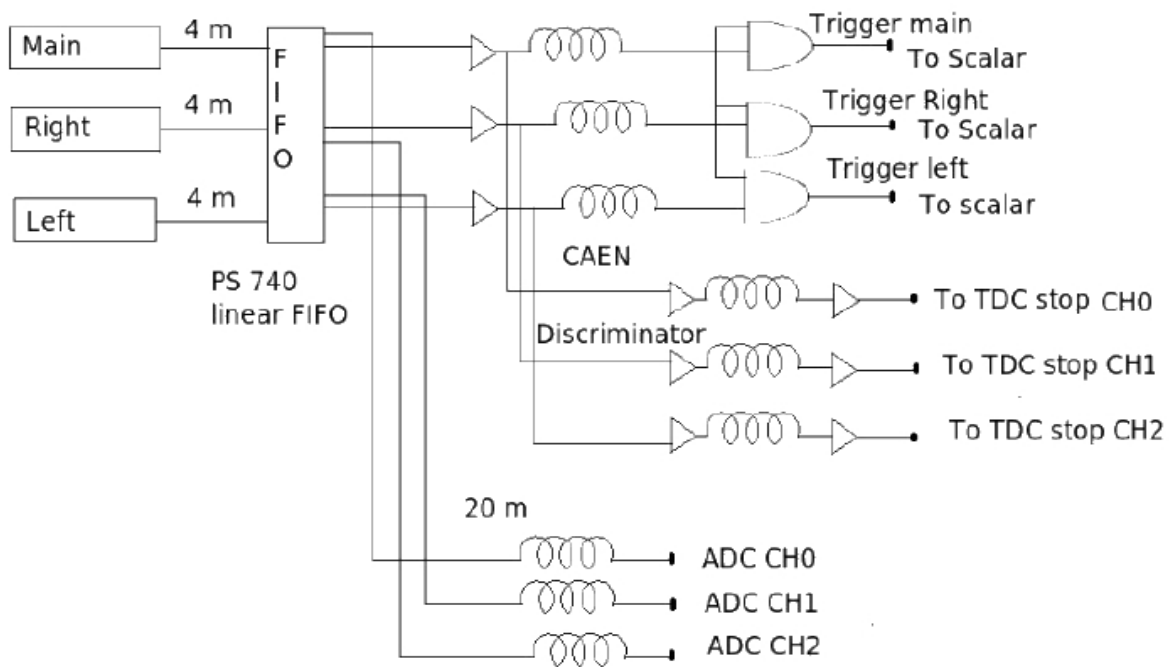 Main
4 m
Right
4 m
Left
4 m
F
I
F
O
PS 740
linear FIFO
Trigger main
To Scalar
Trigger Right
To Scalar
Trigger left
To scalar
CAEN
Discriminator
To TDC stop CH0
To TDC stop CH1
To TDC stop CH2
20 m
ADC CH0
ADC CH1
ADC CH2